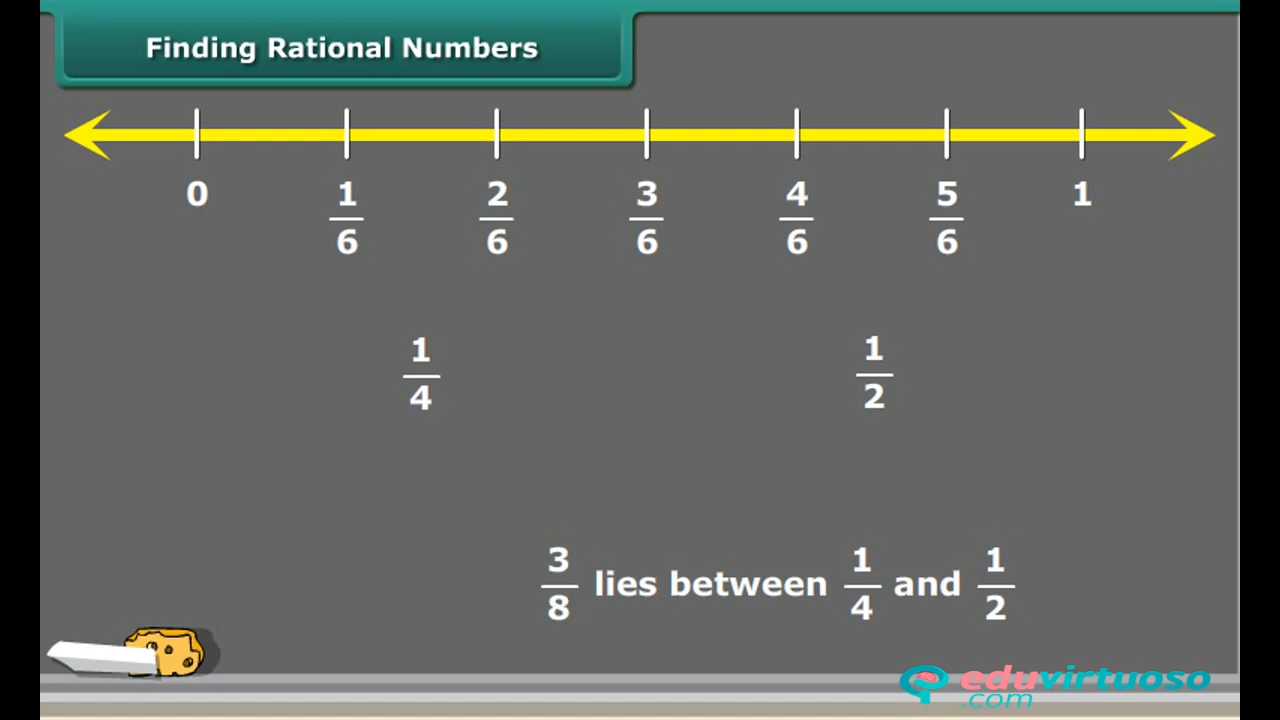 Finding Rational Numbers
0 1/6 2/6 3/6 4/6 5/6 1
1/4 1/2
3/8 lies between 1/4 and 1/2
eduvirtuoso
.com